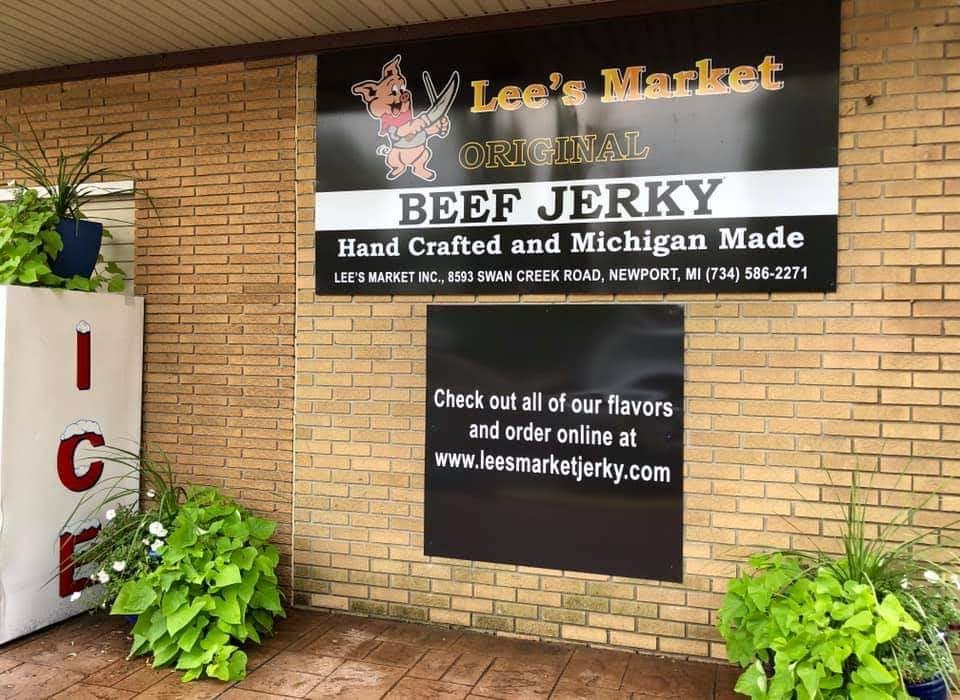 Lee's Market
ORIGINAL
BEEF JERKY
Hand Crafted and Michigan Made
LEE'S MARKET INC., 8593 SWAN CREEK ROAD, NEWPORT, MI (734) 586-2271
Check out all of our flavors
and order online at
www.leesmarketjerky.com
ICE